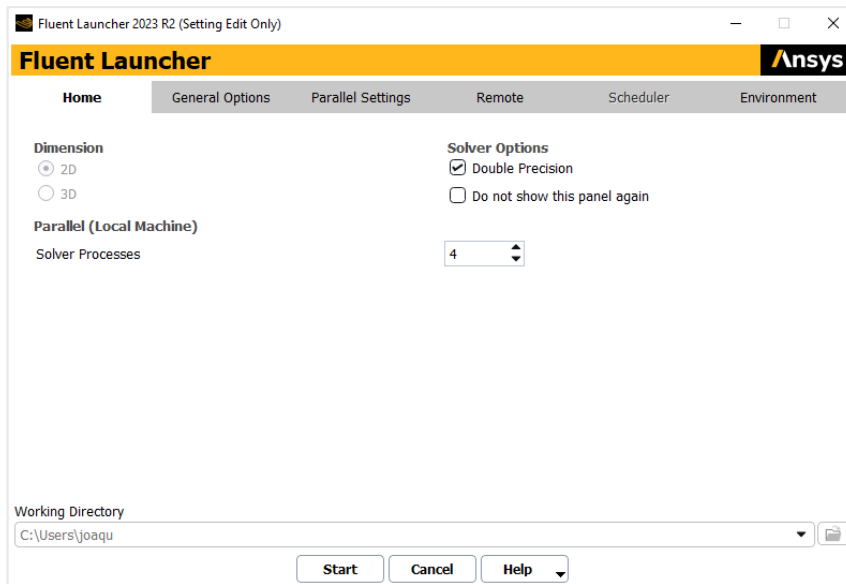 Fluent Launcher 2023 R2 (Setting Edit Only)
Fluent Launcher
Ansys
Home General Options Parallel Settings Remote Scheduler Environment
Dimension
2D
3D
Solver Options
Double Precision
Do not show this panel again
Parallel (Local Machine)
Solver Processes 4
Working Directory
C:\Users\joaqu
Start Cancel Help